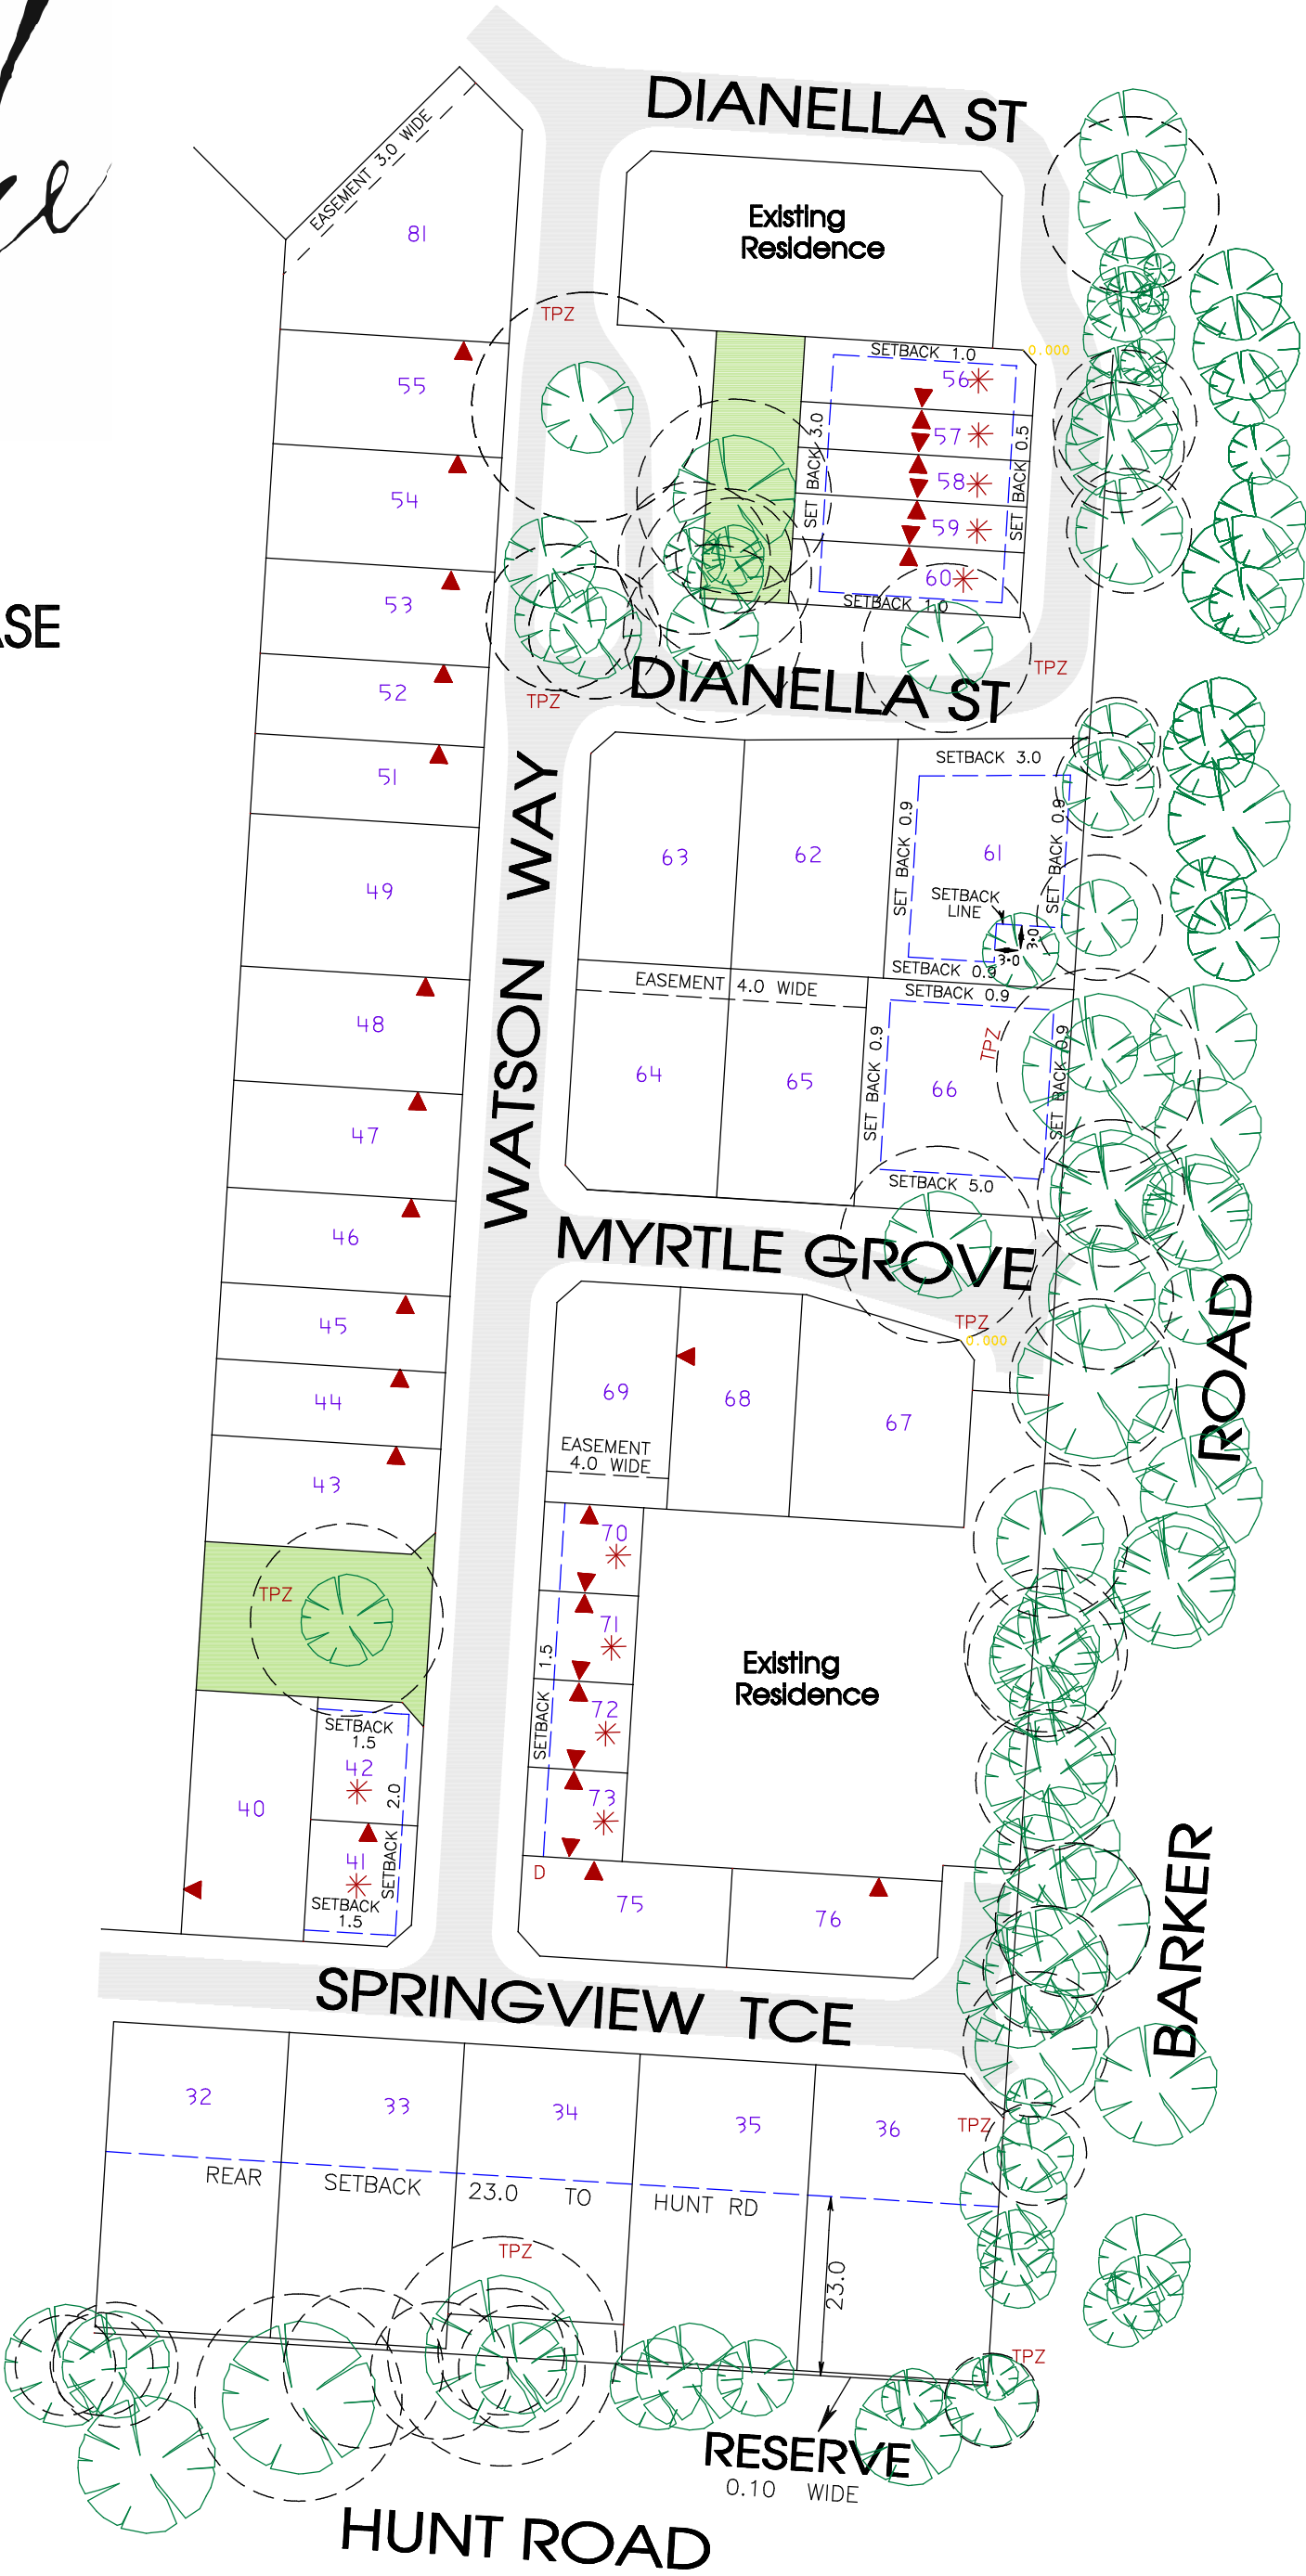 DIANELLA ST
EASEMENT 3.0 WIDE
81
Existing
Residence
TPZ
SETBACK 1.0
0.000
55
56
57
SET BACK 3.0
SET BACK 0.5
58
54
59
60
SETBACK 1.0
53
ASE
TPZ
DIANELLA ST
TPZ
52
51
WATSON WAY
SETBACK 3.0
63
62
61
SET BACK 0.9
SET BACK 0.9
SETBACK
LINE
3.0
3.0
SETBACK 0.9
49
EASEMENT 4.0 WIDE
SETBACK 0.9
48
TPZ
SET BACK 0.9
SET BACK 0.9
64
65
66
47
SETBACK 5.0
46
MYRTLE GROVE
TPZ
0.000
45
44
69
68
67
BARKER ROAD
EASEMENT
4.0 WIDE
43
70
TPZ
71
SETBACK 1.5
Existing
Residence
72
SETBACK
1.5
42
73
40
SETBACK 2.0
41
SETBACK
1.5
D
75
76
SPRINGVIEW TCE
32
33
34
35
36
TPZ
REAR SETBACK 23.0 TO HUNT RD
TPZ
23.0
TPZ
RESERVE
0.10 WIDE
HUNT ROAD